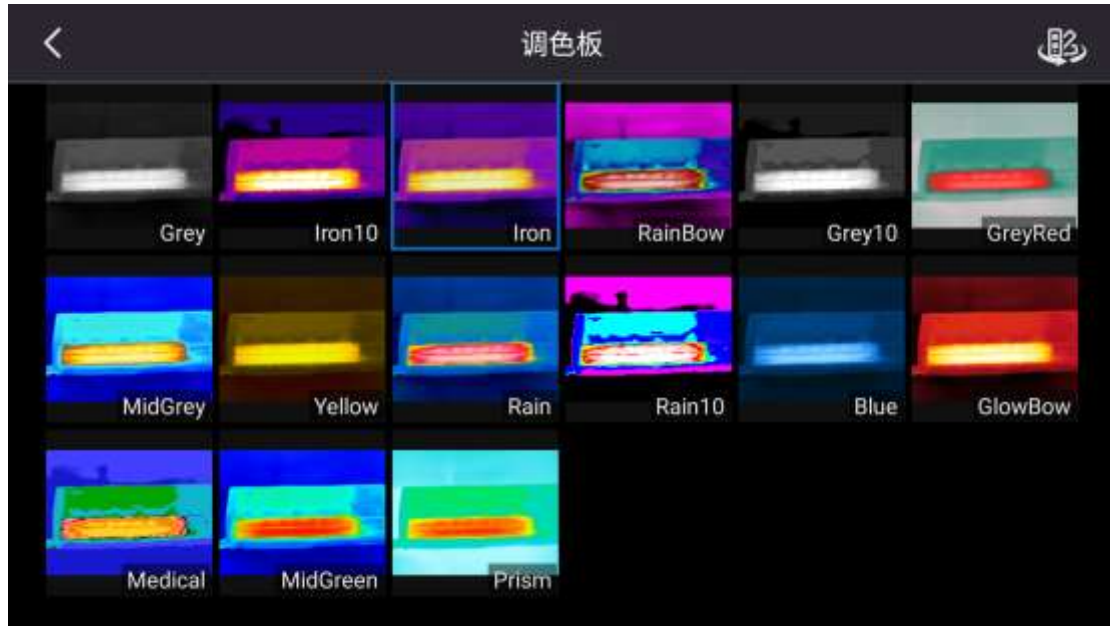 调色板
Grey
Iron10
Iron
RainBow
Grey10
GreyRed
MidGrey
Yellow
Rain
Rain10
Blue
GlowBow
Medical
MidGreen
Prism